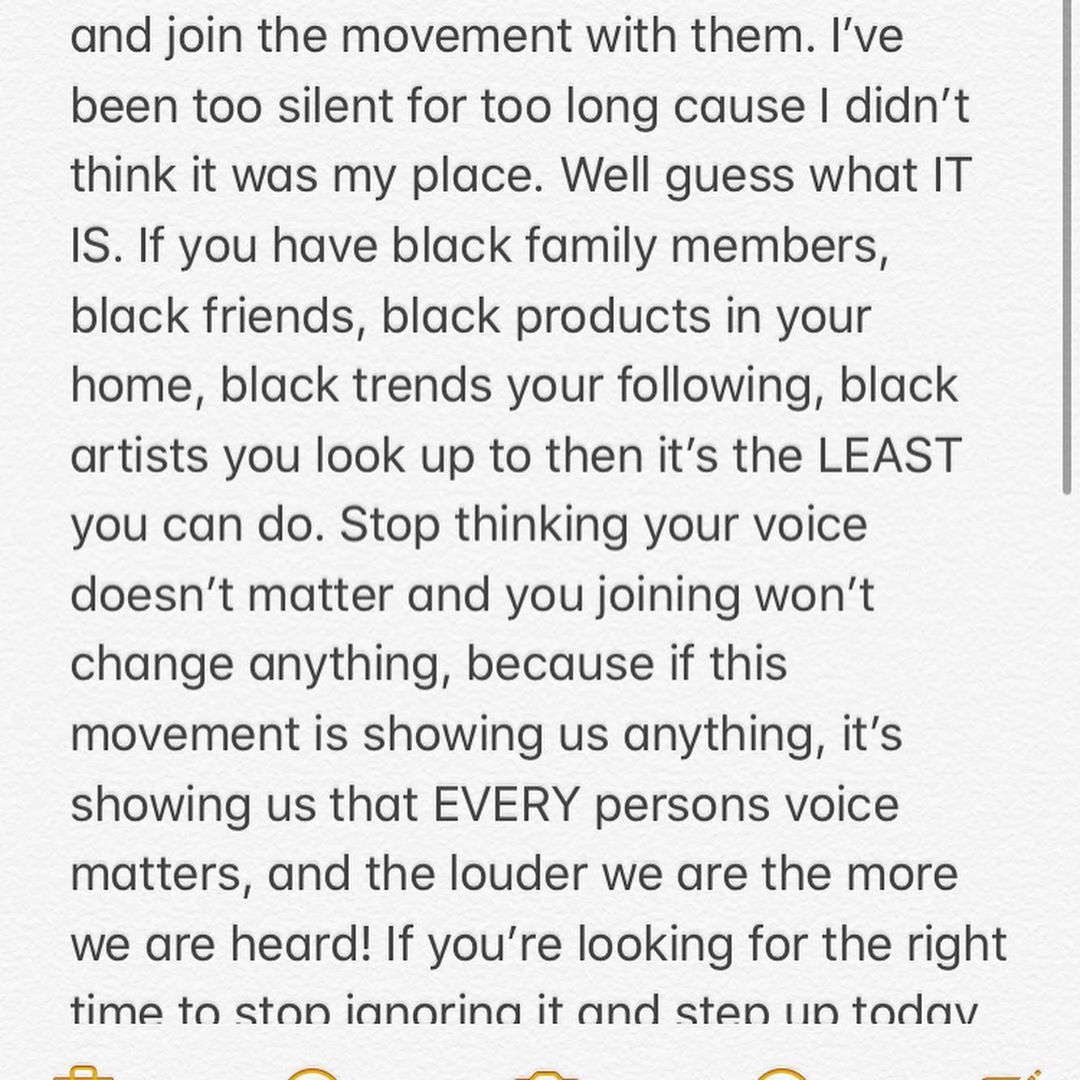 and join the movement with them. I’ve
been too silent for too long cause I didn’t
think it was my place. Well guess what IT
IS. If you have black family members,
black friends, black products in your
home, black trends your following, black
artists you look up to then it’s the LEAST
you can do. Stop thinking your voice
doesn’t matter and you joining won’t
change anything, because if this
movement is showing us anything, it’s
showing us that EVERY persons voice
matters, and the louder we are the more
we are heard! If you’re looking for the right
time to stop ignoring it and step up today